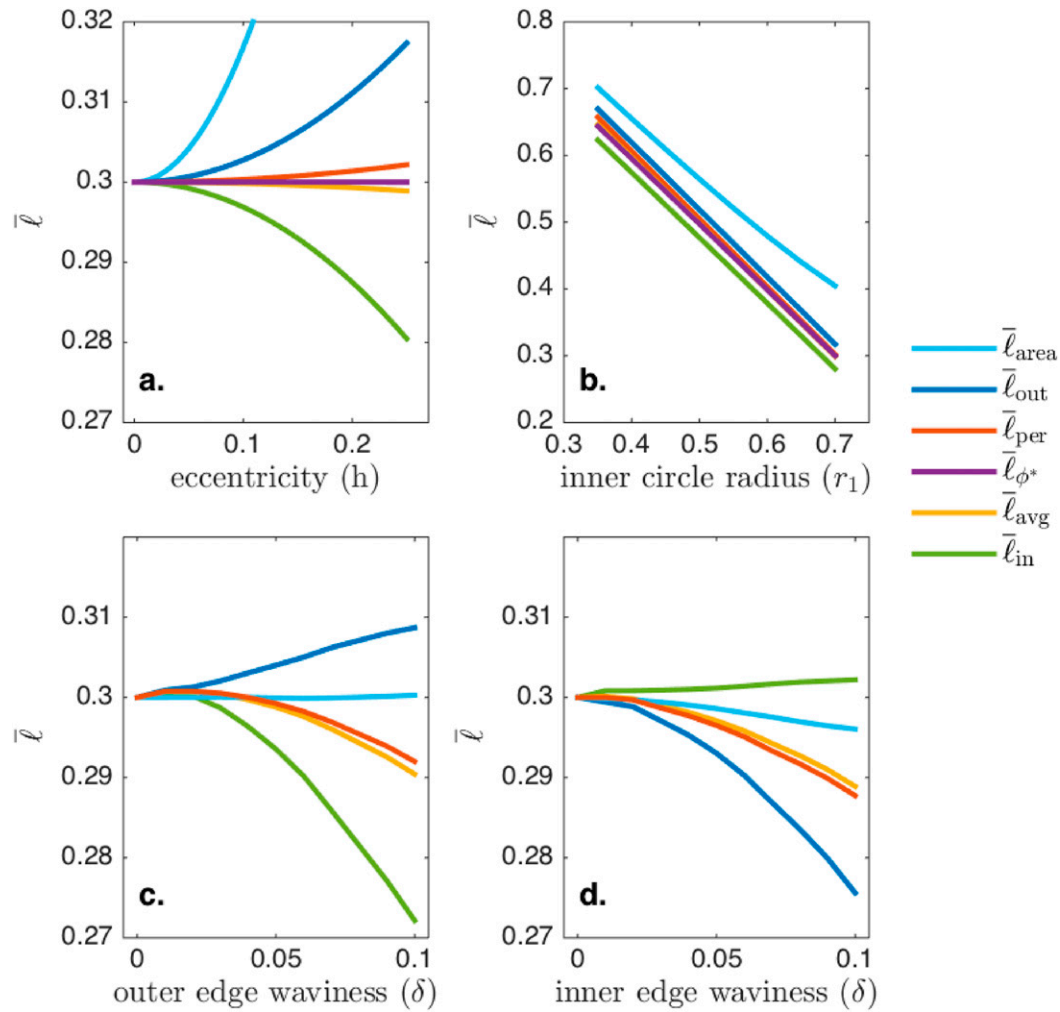 0.32
0.31
0.3
0.29
0.28
0.27
ℓ̅
a.
0 0.1 0.2
eccentricity (h)
0.8
0.7
0.6
0.5
0.4
0.3
0.2
ℓ̅
b.
0.3 0.4 0.5 0.6 0.7
inner circle radius (r₁)
ℓ̅area
ℓ̅out
ℓ̅per
ℓ̅ϕ*
ℓ̅avg
ℓ̅in
0.31
0.3
0.29
0.28
0.27
ℓ̅
c.
0 0.05 0.1
outer edge waviness (δ)
0.31
0.3
0.29
0.28
0.27
ℓ̅
d.
0 0.05 0.1
inner edge waviness (δ)